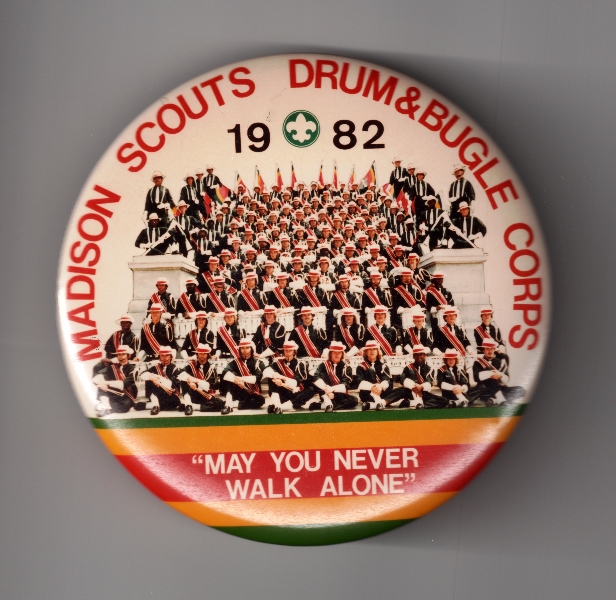 MADISON SCOUTS DRUM & BUGLE CORPS
19 82
"MAY YOU NEVER
WALK ALONE"